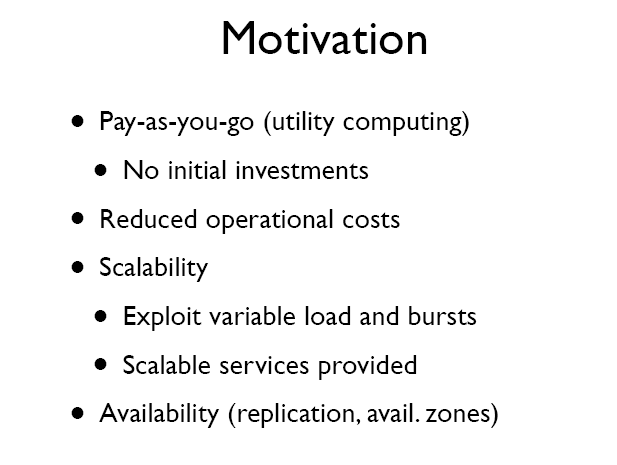 Motivation
• Pay-as-you-go (utility computing)
• No initial investments
• Reduced operational costs
• Scalability
• Exploit variable load and bursts
• Scalable services provided
• Availability (replication, avail. zones)